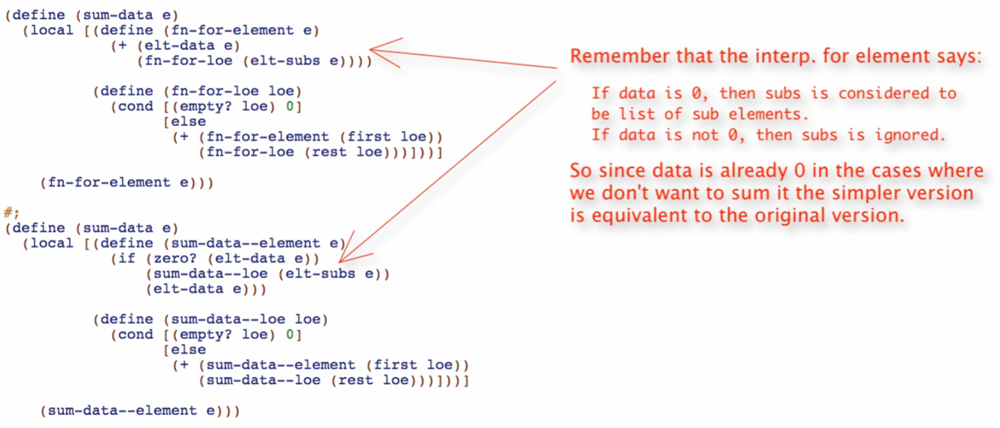 (define (sum-data e)
  (local [(define (fn-for-element e)
            (+ (elt-data e)
               (fn-for-loe (elt-subs e))))

          (define (fn-for-loe loe)
            (cond [(empty? loe) 0]
                  [else
                   (+ (fn-for-element (first loe))
                      (fn-for-loe (rest loe)))]))]

    (fn-for-element e)))

#;
(define (sum-data e)
  (local [(define (sum-data--element e)
            (if (zero? (elt-data e))
                (sum-data--loe (elt-subs e))
                (elt-data e)))

          (define (sum-data--loe loe)
            (cond [(empty? loe) 0]
                  [else
                   (+ (sum-data--element (first loe))
                      (sum-data--loe (rest loe)))]))]

    (sum-data--element e)))

Remember that the interp. for element says:
If data is 0, then subs is considered to
be list of sub elements.
If data is not 0, then subs is ignored.
So since data is already 0 in the cases where
we don't want to sum it the simpler version
is equivalent to the original version.